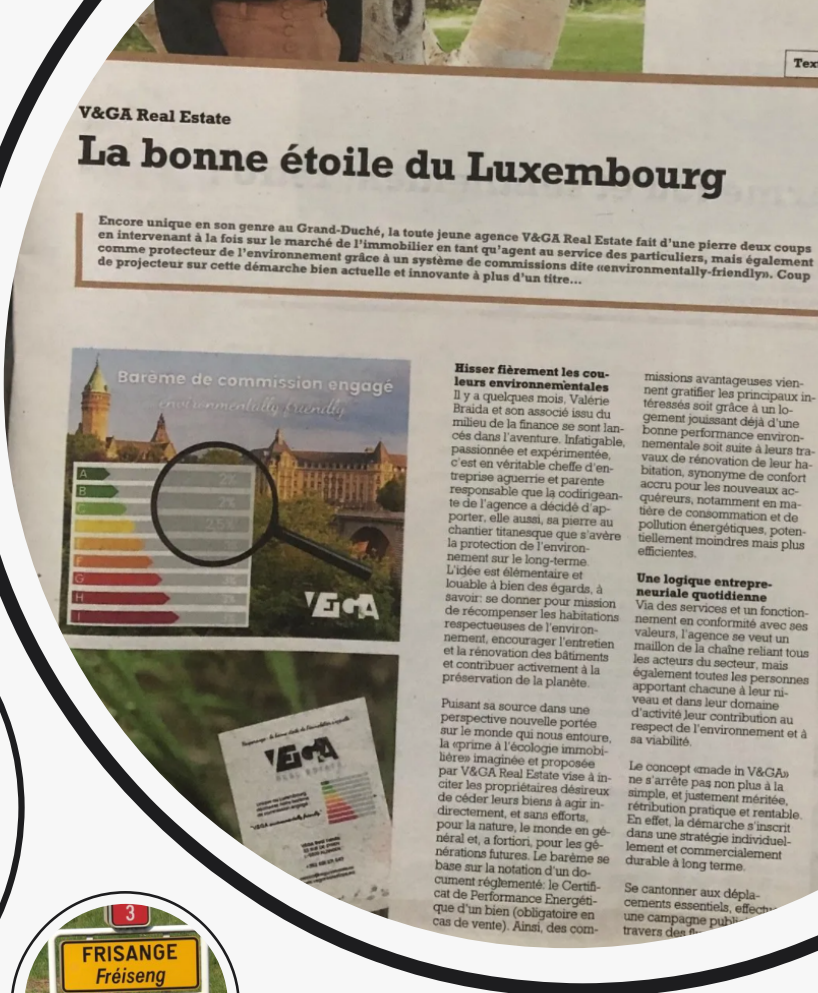 Tex
V&GA Real Estate
La bonne étoile du Luxembourg
Encore unique en son genre au Grand-Duché, la toute jeune agence V&GA Real Estate fait d'une pierre deux coups
en intervenant à la fois sur le marché de l'immobilier en tant qu'agent au service des particuliers, mais également
comme protecteur de l'environnement grâce à un système de commissions dite «environmentally-friendly». Coup
de projecteur sur cette démarche bien actuelle et innovante à plus d'un titre...
Barème de commission engagé
environmentally friendly
A 2%
B 2%
C 2,5%
G 3%
H
I
VEGA
VEGA
REAL ESTATE
Hisser fièrement les cou-
leurs environnementales
Il y a quelques mois, Valérie
Braida et son associé issu du
milieu de la finance se sont lan-
cés dans l'aventure. Infatigable,
passionnée et expérimentée,
c'est en véritable cheffe d'en-
treprise aguerrie et parente
responsable que la codirigean-
te de l'agence a décidé d'ap-
porter, elle aussi, sa pierre au
chantier titanesque que s'avère
la protection de l'environ-
nement sur le long-terme.
L'idée est élémentaire et
louable à bien des égards, à
savoir: se donner pour mission
de récompenser les habitations
respectueuses de l'environ-
nement, encourager l'entretien
et la rénovation des bâtiments
et contribuer activement à la
préservation de la planète.
Puisant sa source dans une
perspective nouvelle portée
sur le monde qui nous entoure,
la «prime à l'écologie immobi-
lière» imaginée et proposée
par V&GA Real Estate vise à in-
citer les propriétaires désireux
de céder leurs biens à agir in-
directement, et sans efforts,
pour la nature, le monde en gé-
néral et, a fortiori, pour les gé-
nérations futures. Le barème se
base sur la notation d'un do-
cument réglementé: le Certifi-
cat de Performance Energéti-
que d'un bien (obligatoire en
cas de vente). Ainsi, des com-
missions avantageuses vien-
nent gratifier les principaux in-
téressés soit grâce à un lo-
gement jouissant déjà d'une
bonne performance environ-
nementale soit suite à leurs tra-
vaux de rénovation de leur ha-
bitation, synonyme de confort
accru pour les nouveaux ac-
quéreurs, notamment en ma-
tière de consommation et de
pollution énergétiques, poten-
tiellement moindres mais plus
efficientes.
Une logique entrepre-
neuriale quotidienne
Via des services et un fonction-
nement en conformité avec ses
valeurs, l'agence se veut un
maillon de la chaîne reliant tous
les acteurs du secteur, mais
également toutes les personnes
apportant chacune à leur ni-
veau et dans leur domaine
d'activité leur contribution au
respect de l'environnement et à
sa viabilité.
Le concept «made in V&GA»
ne s'arrête pas non plus à la
simple, et justement méritée,
rétribution pratique et rentable.
En effet, la démarche s'inscrit
dans une stratégie individuel-
lement et commercialement
durable à long terme.
Se cantonner aux dépla-
cements essentiels,
une campagne
travers des
3
FRISANGE
Fréiseng